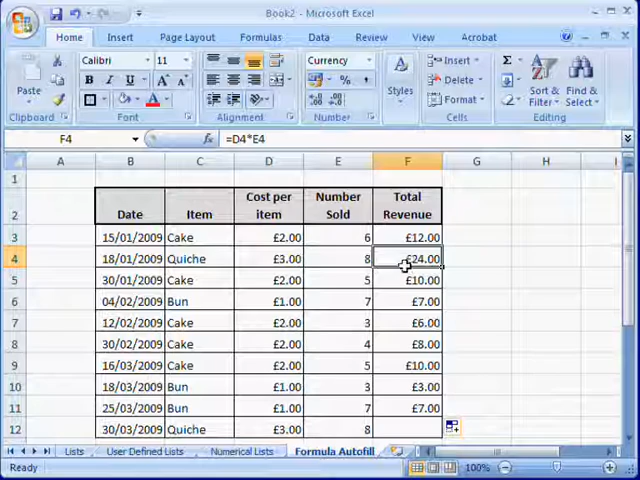 Book2 - Microsoft Excel
Home Insert Page Layout Formulas Data Review View Acrobat
Calibri 11 Currency Insert Σ
Paste B I U A A % Styles Delete Sort & Find &
A Format Filter Select
Clipboard Font Alignment Number Cells Editing
F4 fx =D4*E4
A B C D E F G H I
1
Cost per Number Total
2 Date Item item Sold Revenue
3 15/01/2009 Cake £2.00 6 £12.00
4 18/01/2009 Quiche £3.00 8 £24.00
5 30/01/2009 Cake £2.00 5 £10.00
6 04/02/2009 Bun £1.00 7 £7.00
7 12/02/2009 Cake £2.00 3 £6.00
8 30/02/2009 Cake £2.00 4 £8.00
9 16/03/2009 Cake £2.00 5 £10.00
10 18/03/2009 Bun £1.00 3 £3.00
11 25/03/2009 Bun £1.00 7 £7.00
12 30/03/2009 Quiche £3.00 8
Lists User Defined Lists Numerical Lists Formula Autofill
Ready 100%